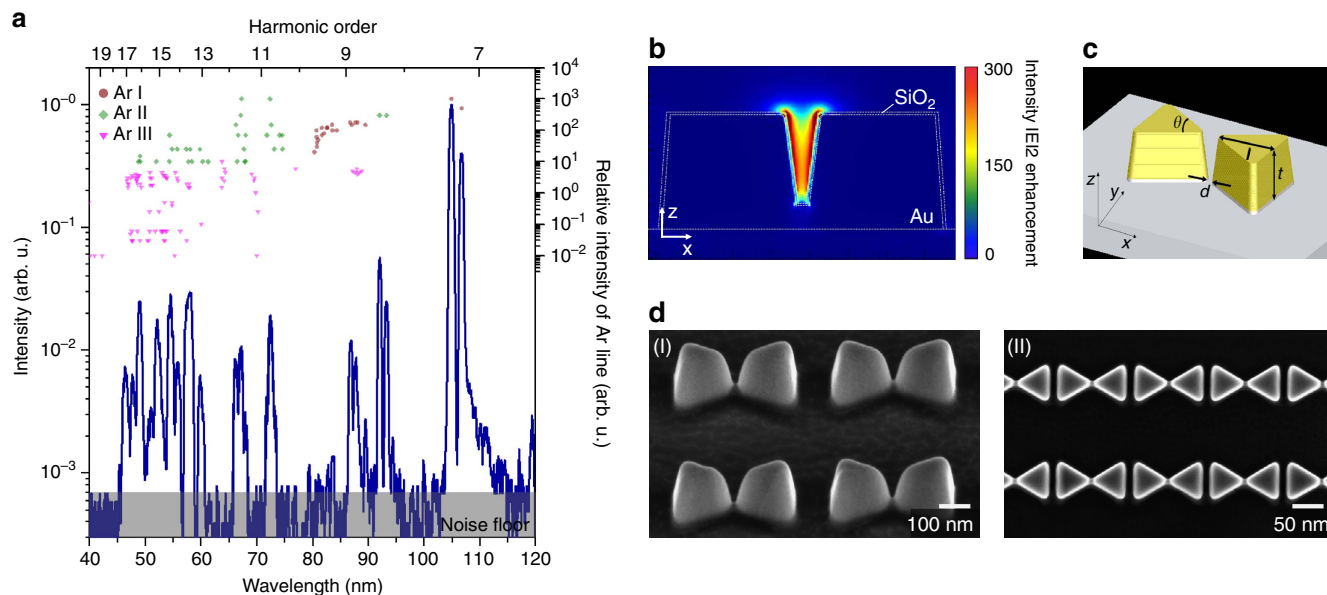 a
Harmonic order
19 17 15 13 11 9 7
Ar I
Ar II
Ar III
10⁻⁰
10⁻¹
10⁻²
10⁻³
Intensity (arb. u.)
10⁴
10³
10²
10¹
10⁰
10⁻¹
10⁻²
Relative intensity of Ar line (arb. u.)
Noise floor
40 50 60 70 80 90 100 110 120
Wavelength (nm)
b
SiO₂
Au
z
x
300
150
0
Intensity IEI2 enhancement
c
θ
l
t
d
z
y
x
d
(I)
100 nm
(II)
50 nm